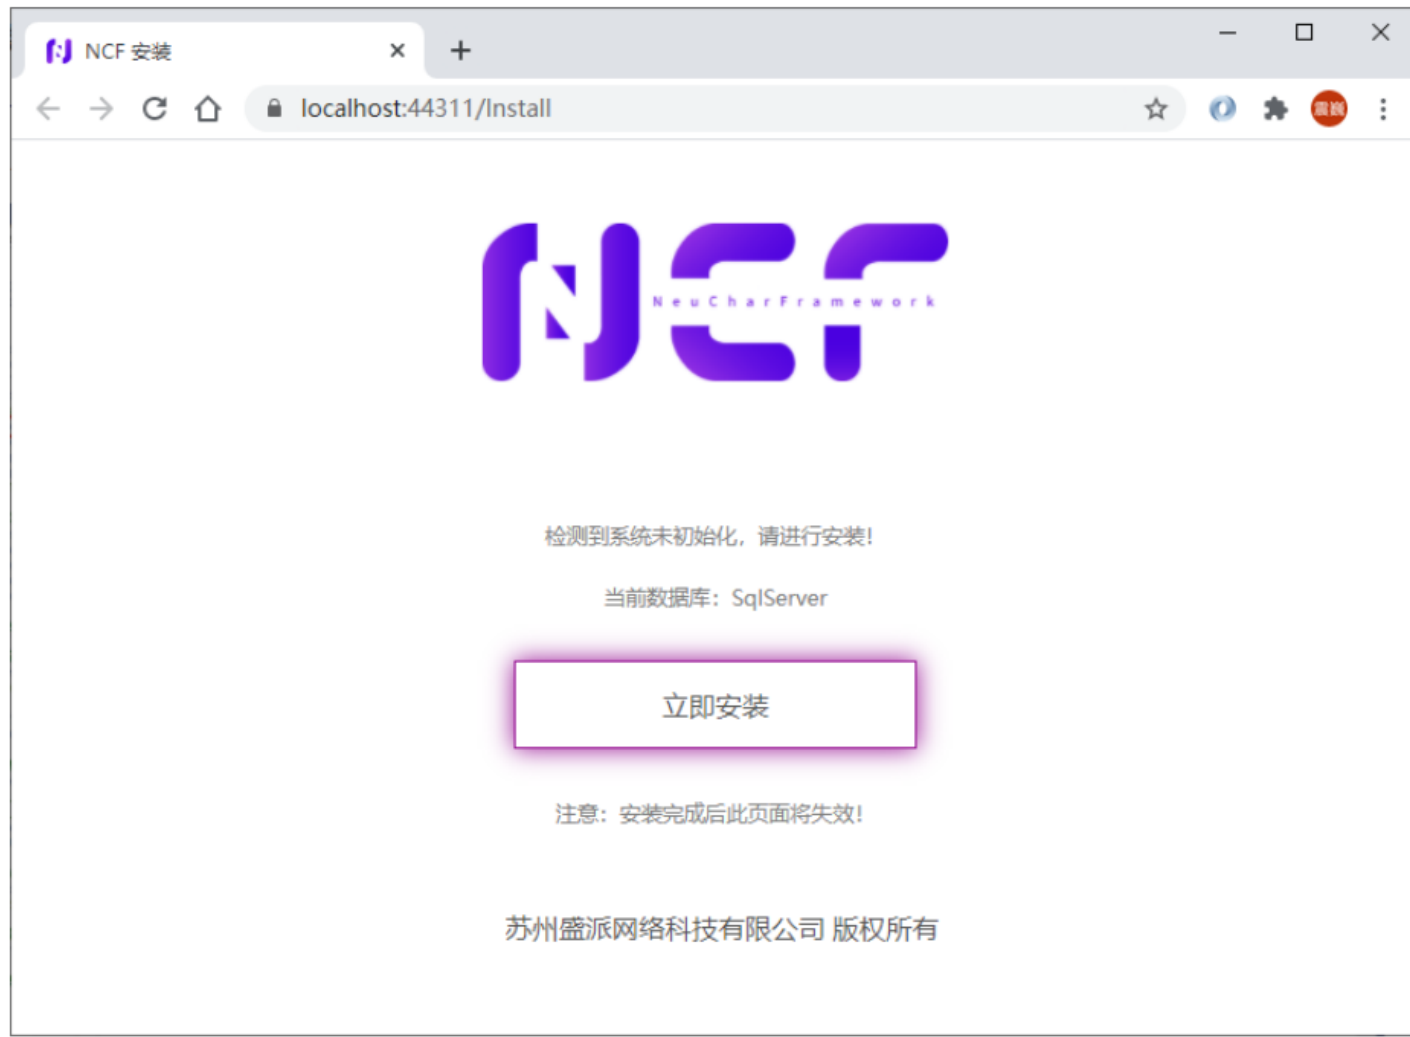 NCF 安装
localhost:44311/Install
震巍
NeuCharFramework
检测到系统未初始化，请进行安装！
当前数据库：SqlServer
立即安装
注意：安装完成后此页面将失效！
苏州盛派网络科技有限公司 版权所有